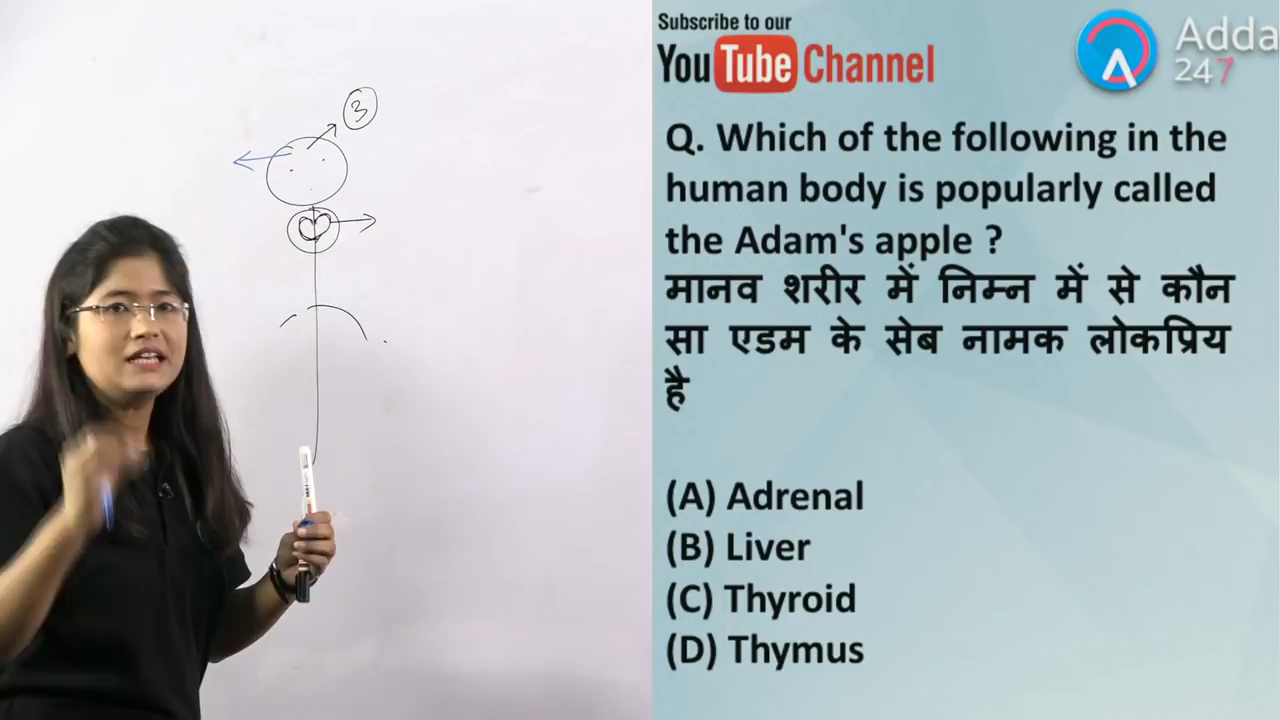 Subscribe to our
YouTube Channel
Adda
247
3
Q. Which of the following in the
human body is popularly called
the Adam's apple ?
मानव शरीर में निम्न में से कौन
सा एडम के सेब नामक लोकप्रिय
है
(A) Adrenal
(B) Liver
(C) Thyroid
(D) Thymus